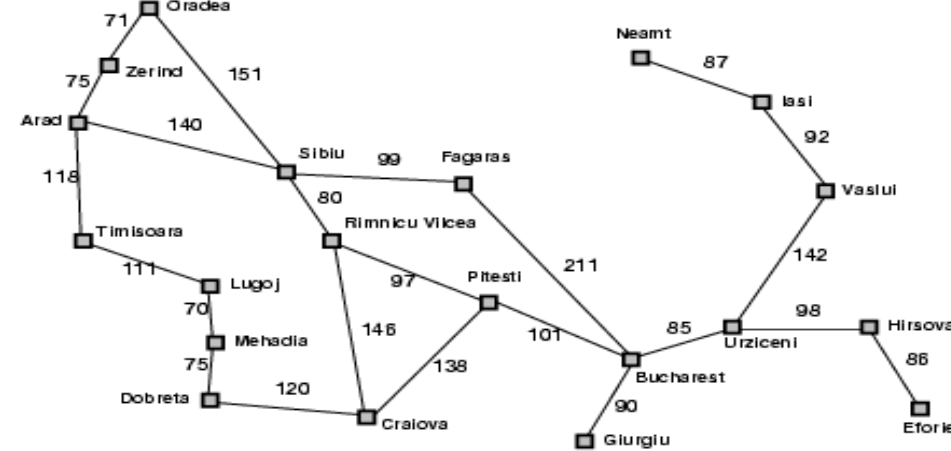 Oradea
71
Neamt
87
Zerind
151
75
Iasi
Arad
140
92
Sibiu
99
Fagaras
118
80
Vaslui
Timisoara
Rimnicu Vilcea
111
Lugoj
97
Pitesti
211
142
70
98
Mehadia
146
101
85
Hirsova
Urziceni
75
138
86
Dobreta
120
Bucharest
90
Craiova
Eforie
Giurgiu